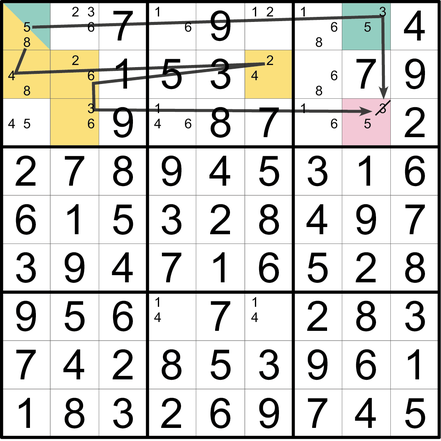 2 3 1 1 2 1 3
5 6 7 6 9 6 5 4
8 8
2 2
4 6 1 5 3 4 6 7 9
8 8
3 1 1 3
4 5 6 9 4 6 8 7 6 5 2
2 7 8 9 4 5 3 1 6
6 1 5 3 2 8 4 9 7
3 9 4 7 1 6 5 2 8
1 1
9 5 6 4 7 4 2 8 3
7 4 2 8 5 3 9 6 1
1 8 3 2 6 9 7 4 5